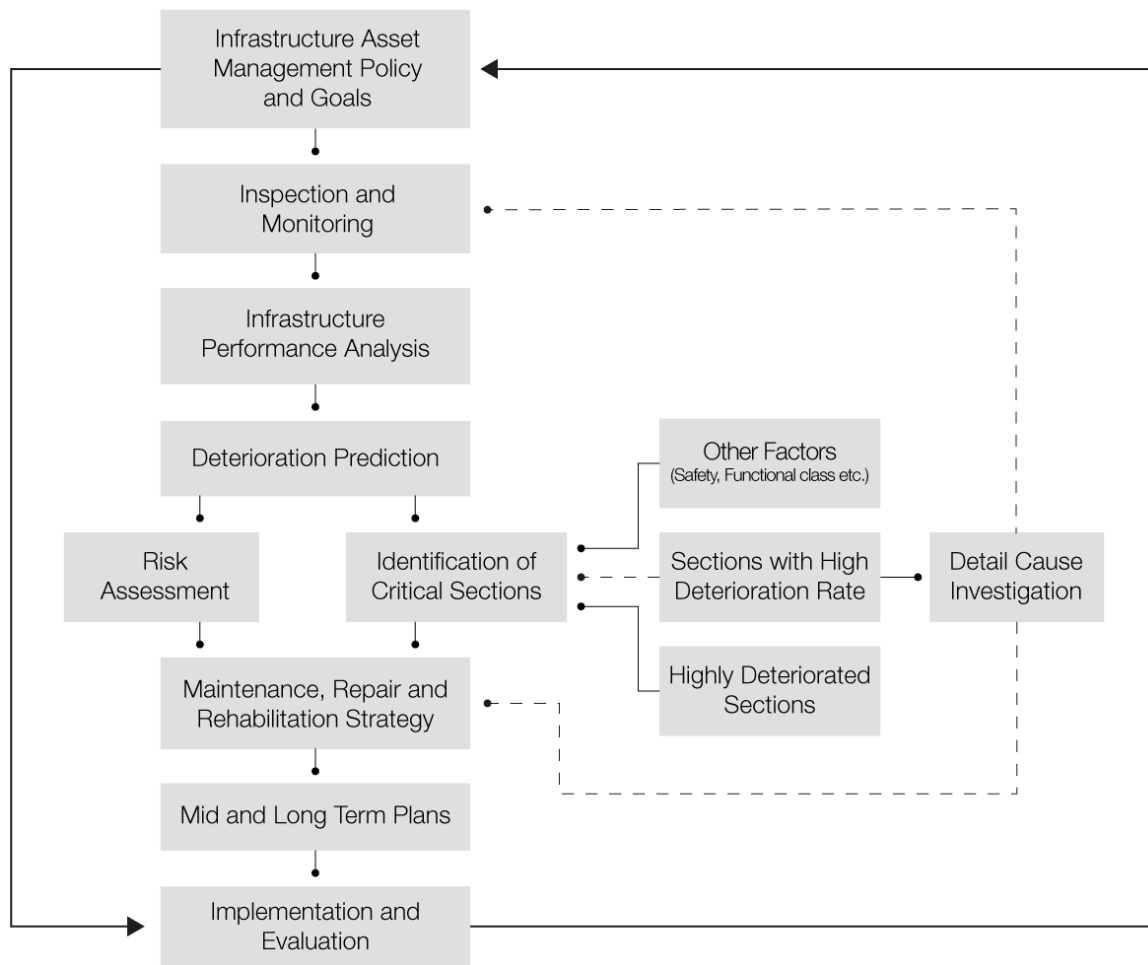 Infrastructure Asset
Management Policy
and Goals
Inspection and
Monitoring
Infrastructure
Performance Analysis
Deterioration Prediction
Other Factors
(Safety, Functional class etc.)
Risk
Assessment
Identification of
Critical Sections
Sections with High
Deterioration Rate
Detail Cause
Investigation
Highly Deteriorated
Sections
Maintenance, Repair and
Rehabilitation Strategy
Mid and Long Term Plans
Implementation and
Evaluation